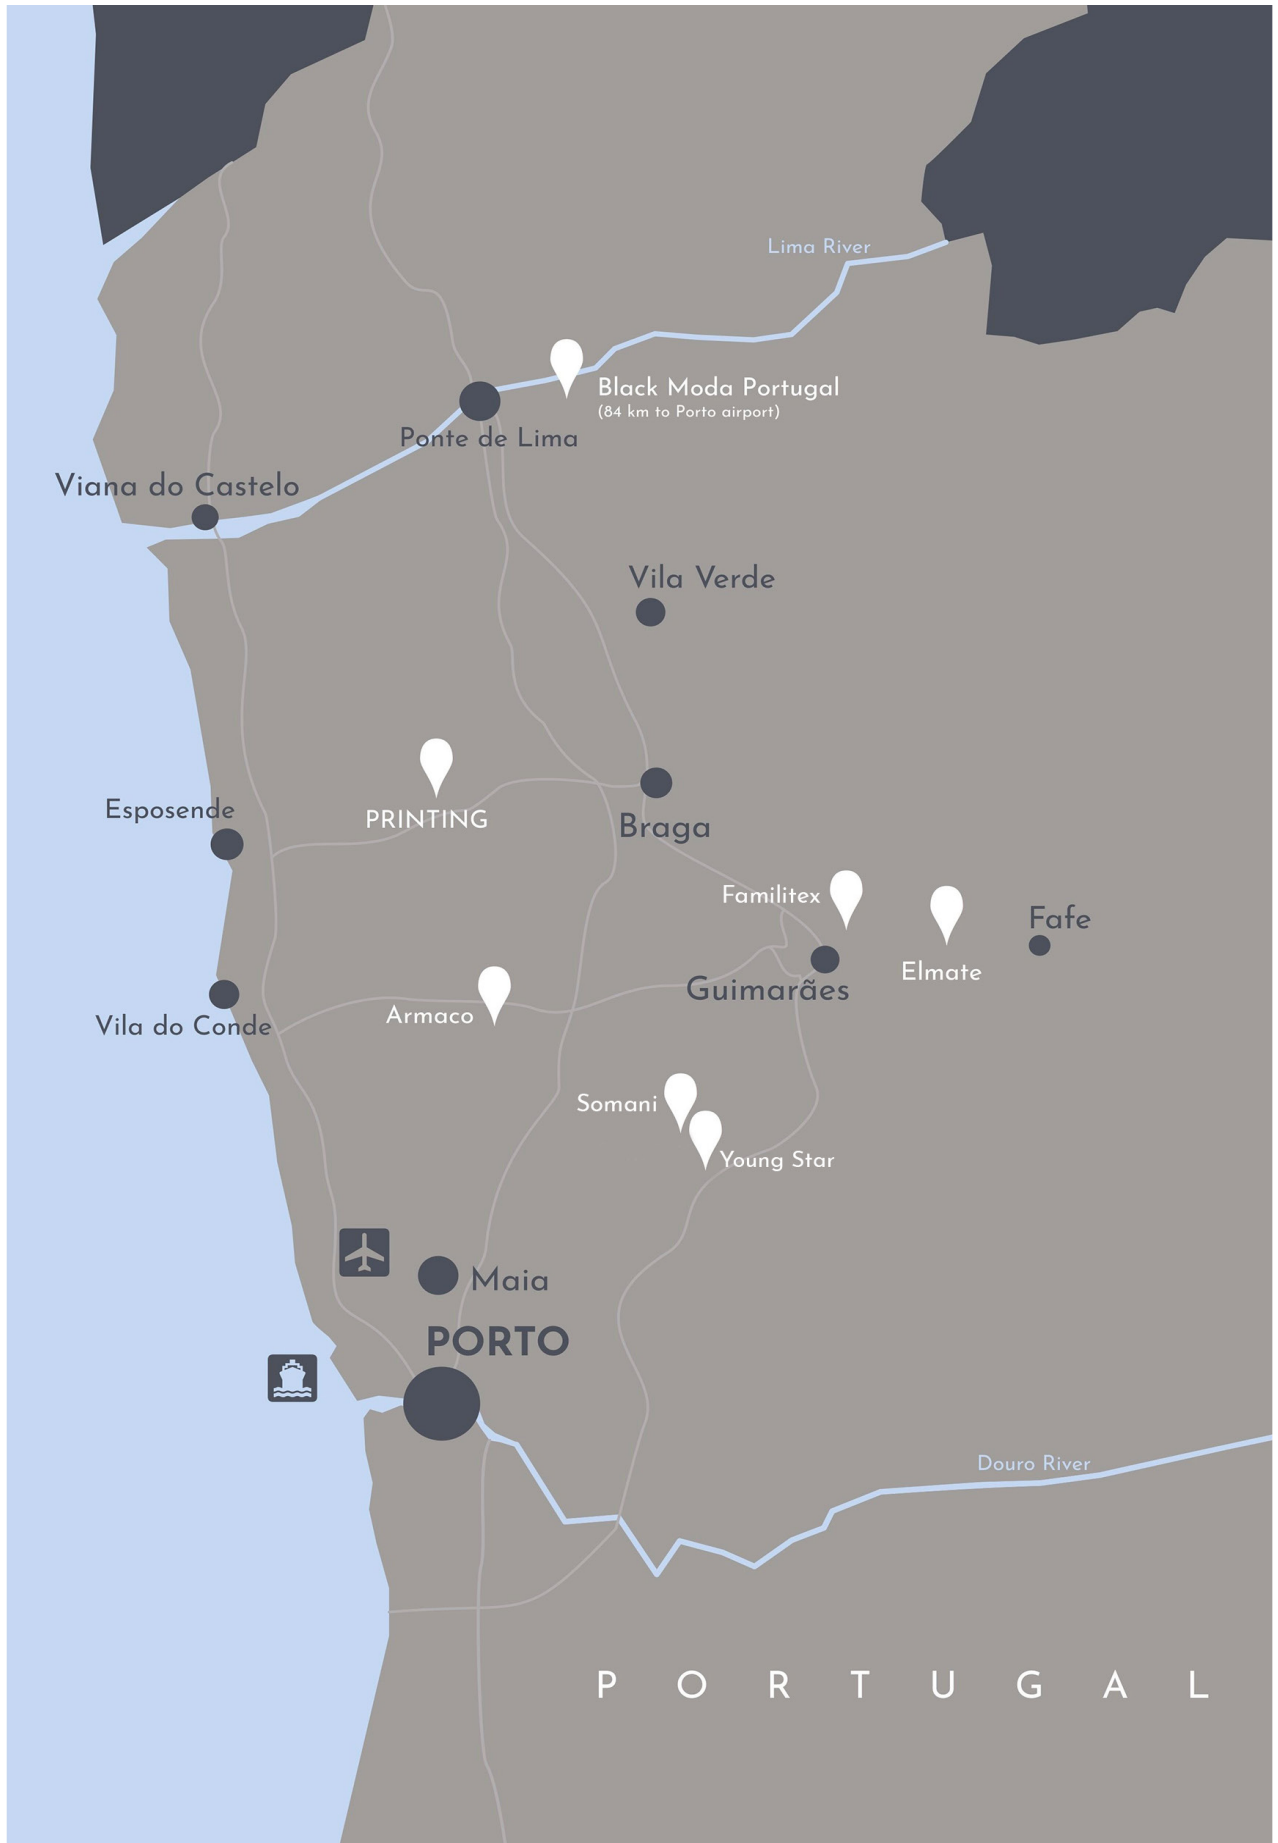 Lima River
Black Moda Portugal
(84 km to Porto airport)
Ponte de Lima
Viana do Castelo
Vila Verde
PRINTING
Esposende
Braga
Familitex
Fafe
Elmate
Guimarães
Armaco
Vila do Conde
Somani
Young Star
Maia
PORTO
Douro River
PORTUGAL